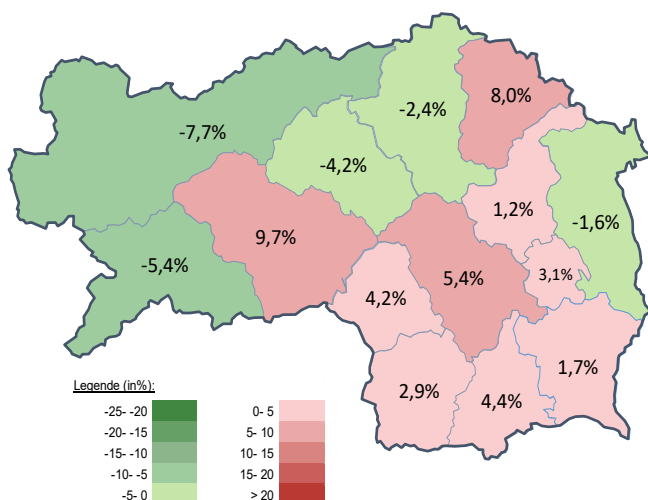 8,0%
-2,4%
-7,7%
-4,2%
1,2%
-1,6%
9,7%
-5,4%
5,4%
3,1%
4,2%
1,7%
2,9%
4,4%
Legende (in%):
-25- -20 0- 5
-20- -15 5- 10
-15- -10 10- 15
-10- -5 15- 20
-5- 0 > 20